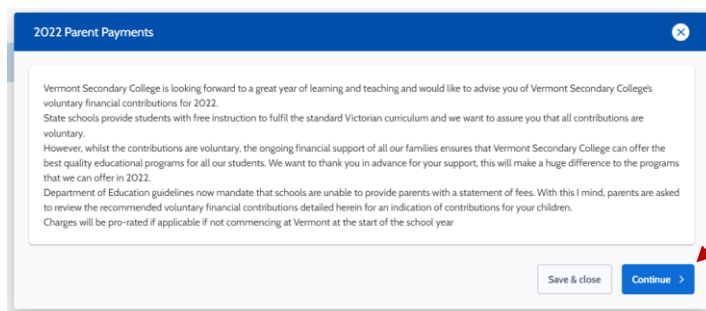 2022 Parent Payments
Vermont Secondary College is looking forward to a great year of learning and teaching and would like to advise you of Vermont Secondary College's
voluntary financial contributions for 2022.
State schools provide students with free instruction to fulfil the standard Victorian curriculum and we want to assure you that all contributions are
voluntary.
However, whilst the contributions are voluntary, the ongoing financial support of all our families ensures that Vermont Secondary College can offer the
best quality educational programs for all our students. We want to thank you in advance for your support, this will make a huge difference to the programs
that we can offer in 2022.
Department of Education guidelines now mandate that schools are unable to provide parents with a statement of fees. With this I mind, parents are asked
to review the recommended voluntary financial contributions detailed herein for an indication of contributions for your children.
Charges will be pro-rated if applicable if not commencing at Vermont at the start of the school year
Save & close Continue >